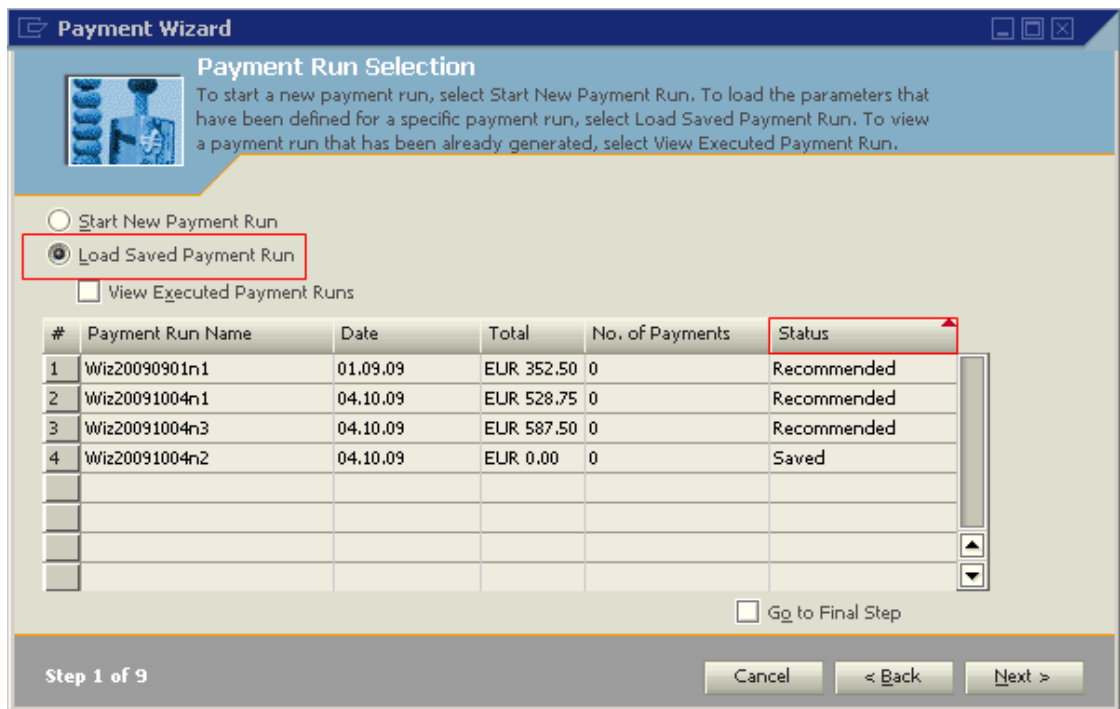 Payment Wizard
Payment Run Selection
To start a new payment run, select Start New Payment Run. To load the parameters that
have been defined for a specific payment run, select Load Saved Payment Run. To view
a payment run that has been already generated, select View Executed Payment Run.
Start New Payment Run
Load Saved Payment Run
View Executed Payment Runs
# Payment Run Name Date Total No. of Payments Status
1 Wiz20090901n1 01.09.09 EUR 352.50 0 Recommended
2 Wiz20091004n1 04.10.09 EUR 528.75 0 Recommended
3 Wiz20091004n3 04.10.09 EUR 587.50 0 Recommended
4 Wiz20091004n2 04.10.09 EUR 0.00 0 Saved
Go to Final Step
Step 1 of 9 Cancel < Back Next >